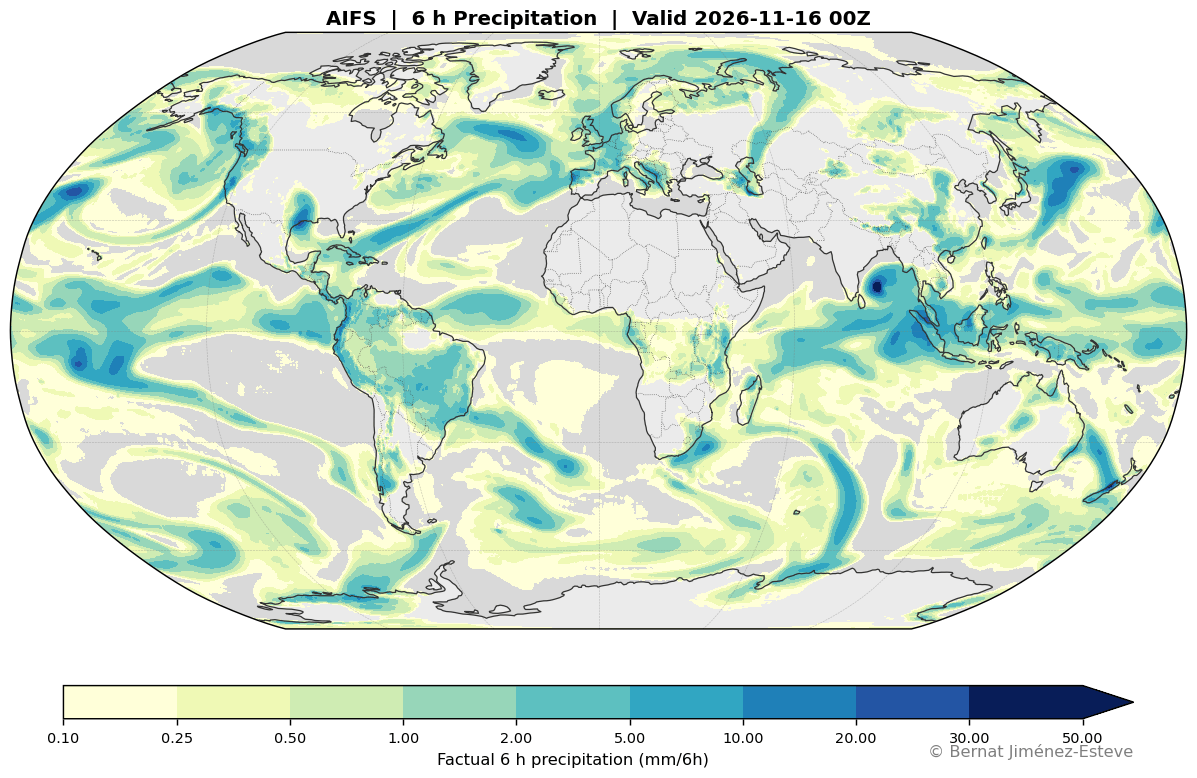 AIFS | 6 h Precipitation | Valid 2026-11-16 00Z
0.10 0.25 0.50 1.00 2.00 5.00 10.00 20.00 30.00 50.00
Factual 6 h precipitation (mm/6h)
© Bernat Jiménez-Esteve